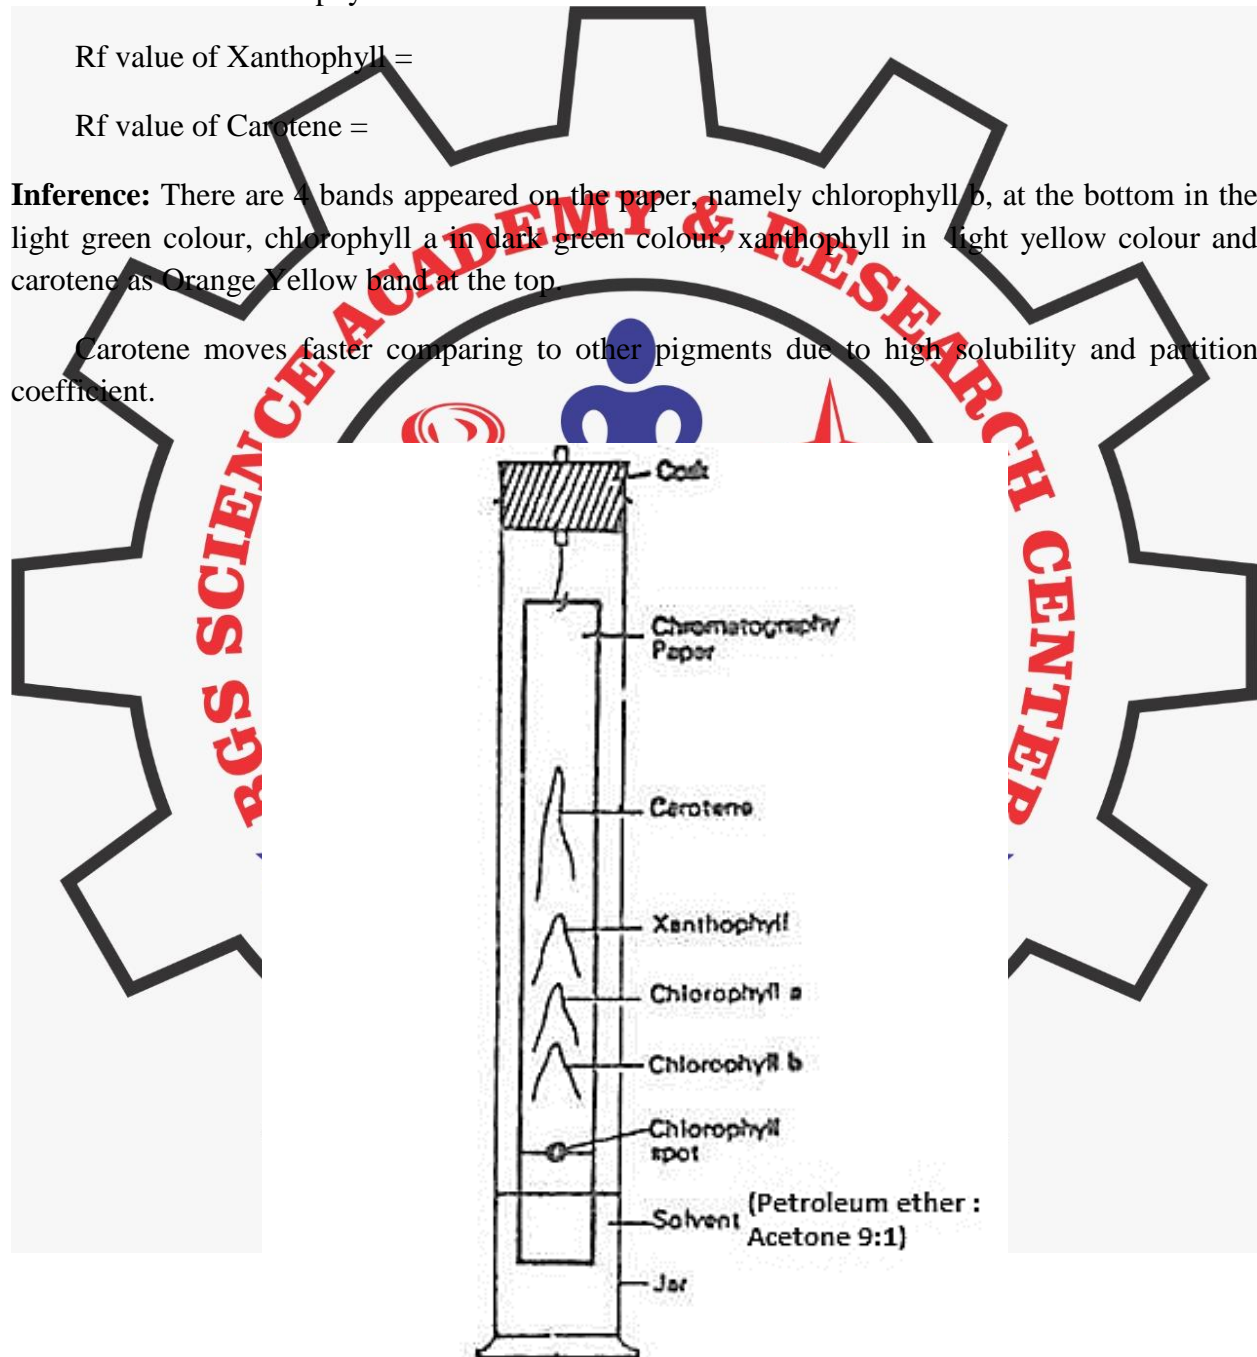 Rf value of Xanthophyll =
Rf value of Carotene =
Inference: There are 4 bands appeared on the paper, namely chlorophyll b, at the bottom in the
light green colour, chlorophyll a in dark green colour, xanthophyll in light yellow colour and
carotene as Orange Yellow band at the top.
Carotene moves faster comparing to other pigments due to high solubility and partition
coefficient.
BGS SCIENCE ACADEMY & RESEARCH CENTER
Cork
Chromatography
Paper
Carotene
Xanthophyll
Chlorophyll a
Chlorophyll b
Chlorophyll
spot
Solvent (Petroleum ether :
Acetone 9:1)
Jar